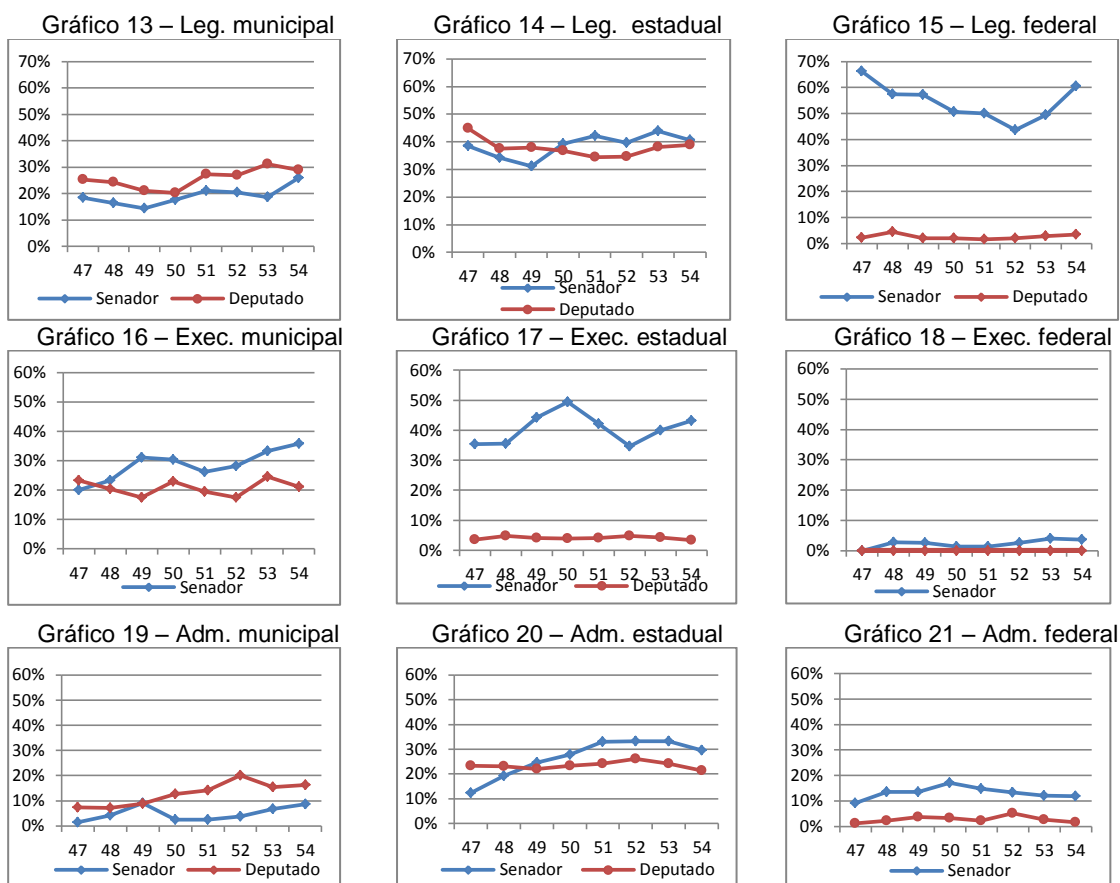 Gráfico 13 – Leg. municipal
70%
60%
50%
40%
30%
20%
10%
0%
47 48 49 50 51 52 53 54
Senador Deputado
Gráfico 14 – Leg. estadual
70%
60%
50%
40%
30%
20%
10%
0%
47 48 49 50 51 52 53 54
Senador
Deputado
Gráfico 15 – Leg. federal
70%
60%
50%
40%
30%
20%
10%
0%
47 48 49 50 51 52 53 54
Senador Deputado
Gráfico 16 – Exec. municipal
60%
50%
40%
30%
20%
10%
0%
47 48 49 50 51 52 53 54
Senador
Gráfico 17 – Exec. estadual
60%
50%
40%
30%
20%
10%
0%
47 48 49 50 51 52 53 54
Senador Deputado
Gráfico 18 – Exec. federal
60%
50%
40%
30%
20%
10%
0%
47 48 49 50 51 52 53 54
Senador
Gráfico 19 – Adm. municipal
60%
50%
40%
30%
20%
10%
0%
47 48 49 50 51 52 53 54
Senador Deputado
Gráfico 20 – Adm. estadual
60%
50%
40%
30%
20%
10%
0%
47 48 49 50 51 52 53 54
Senador Deputado
Gráfico 21 – Adm. federal
60%
50%
40%
30%
20%
10%
0%
47 48 49 50 51 52 53 54
Senador